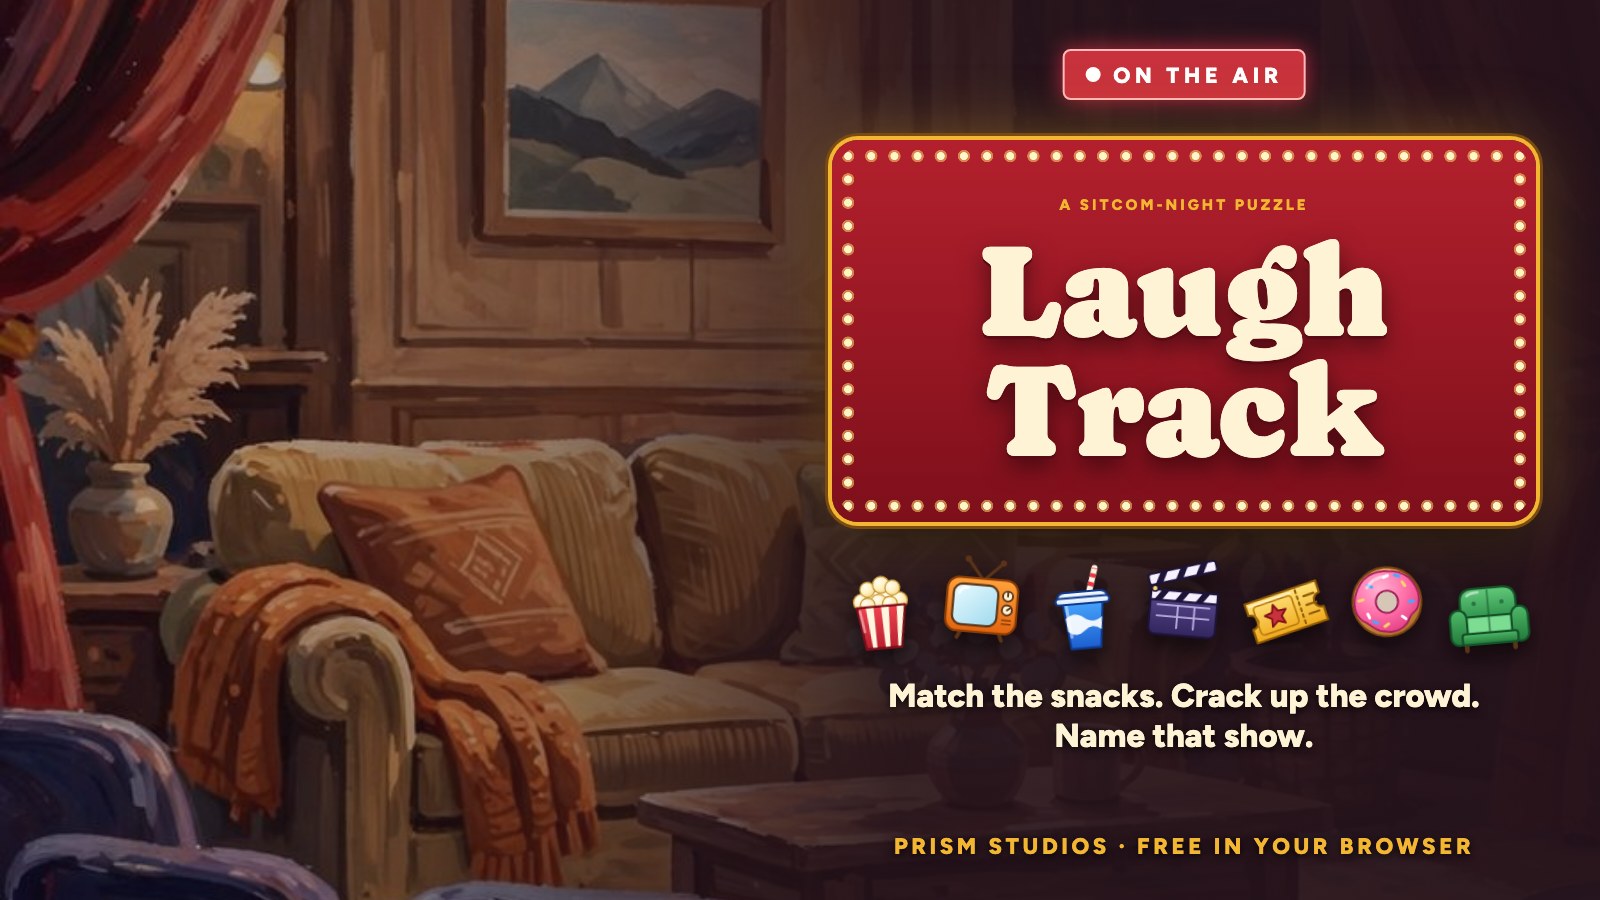 ON THE AIR
A SITCOM-NIGHT PUZZLE
Laugh
Track
Match the snacks. Crack up the crowd.
Name that show.
PRISM STUDIOS · FREE IN YOUR BROWSER